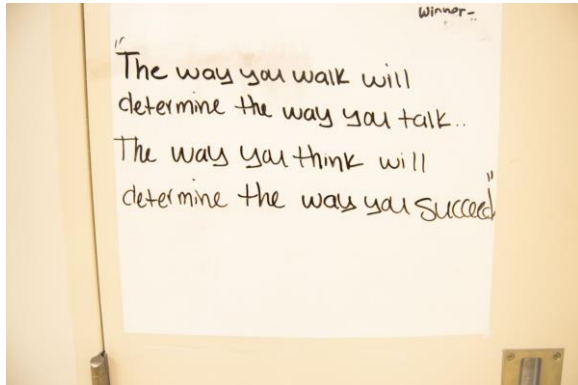 Winner-
"The way you walk will
determine the way you talk..
The way you think will
determine the way you succeed"